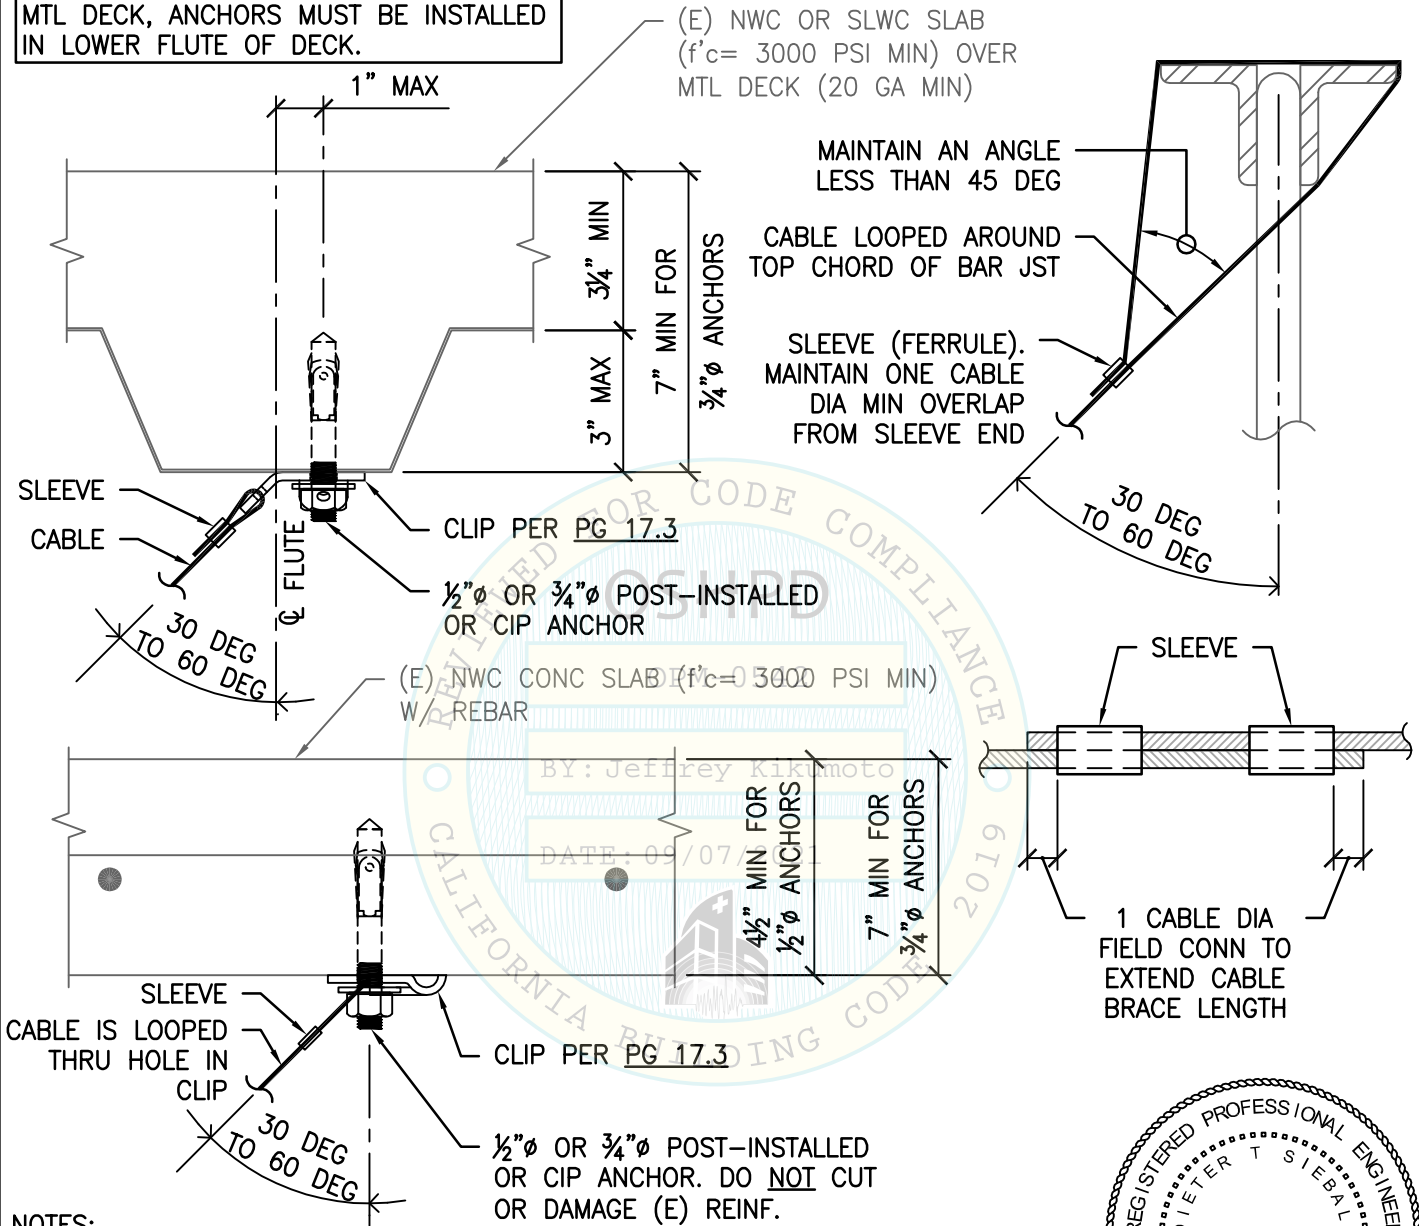 MTL DECK, ANCHORS MUST BE INSTALLED
IN LOWER FLUTE OF DECK.
1" MAX
(E) NWC OR SLWC SLAB
(f'c= 3000 PSI MIN) OVER
MTL DECK (20 GA MIN)
3¼" MIN
3" MAX
7" MIN FOR
¾"ø ANCHORS
SLEEVE
CABLE
℄ FLUTE
30 DEG
TO 60 DEG
CLIP PER PG 17.3
½"ø OR ¾"ø POST-INSTALLED
OR CIP ANCHOR
MAINTAIN AN ANGLE
LESS THAN 45 DEG
CABLE LOOPED AROUND
TOP CHORD OF BAR JST
SLEEVE (FERRULE).
MAINTAIN ONE CABLE
DIA MIN OVERLAP
FROM SLEEVE END
30 DEG
TO 60 DEG
(E) NWC CONC SLAB (f'c= 3000 PSI MIN)
W/ REBAR
4½" MIN FOR
½"ø ANCHORS
7" MIN FOR
¾"ø ANCHORS
SLEEVE
CABLE IS LOOPED
THRU HOLE IN
CLIP
30 DEG
TO 60 DEG
CLIP PER PG 17.3
½"ø OR ¾"ø POST-INSTALLED
OR CIP ANCHOR. DO NOT CUT
OR DAMAGE (E) REINF.
SLEEVE
1 CABLE DIA
FIELD CONN TO
EXTEND CABLE
BRACE LENGTH
REVIEWED FOR CODE COMPLIANCE
OSHPD
OPM-0542
BY: Jeffrey Kikumoto
DATE: 09/07/2021
CALIFORNIA BUILDING CODE 2019
REGISTERED PROFESSIONAL
NOTES: